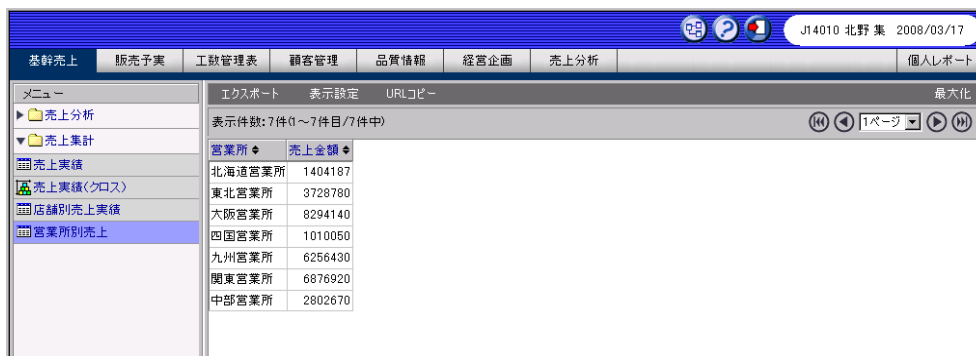 J14010 北野 集 2008/03/17
基幹売上 販売予実 工数管理表 顧客管理 品質情報 経営企画 売上分析 個人レポート
メニュー
売上分析
売上集計
売上実績
売上実績(クロス)
店舗別売上実績
営業所別売上
エクスポート 表示設定 URLコピー 最大化
表示件数:7件(1～7件目/7件中) 1ページ
営業所 売上金額
北海道営業所 1404187
東北営業所 3728780
大阪営業所 8294140
四国営業所 1010050
九州営業所 6256430
関東営業所 6876920
中部営業所 2802670